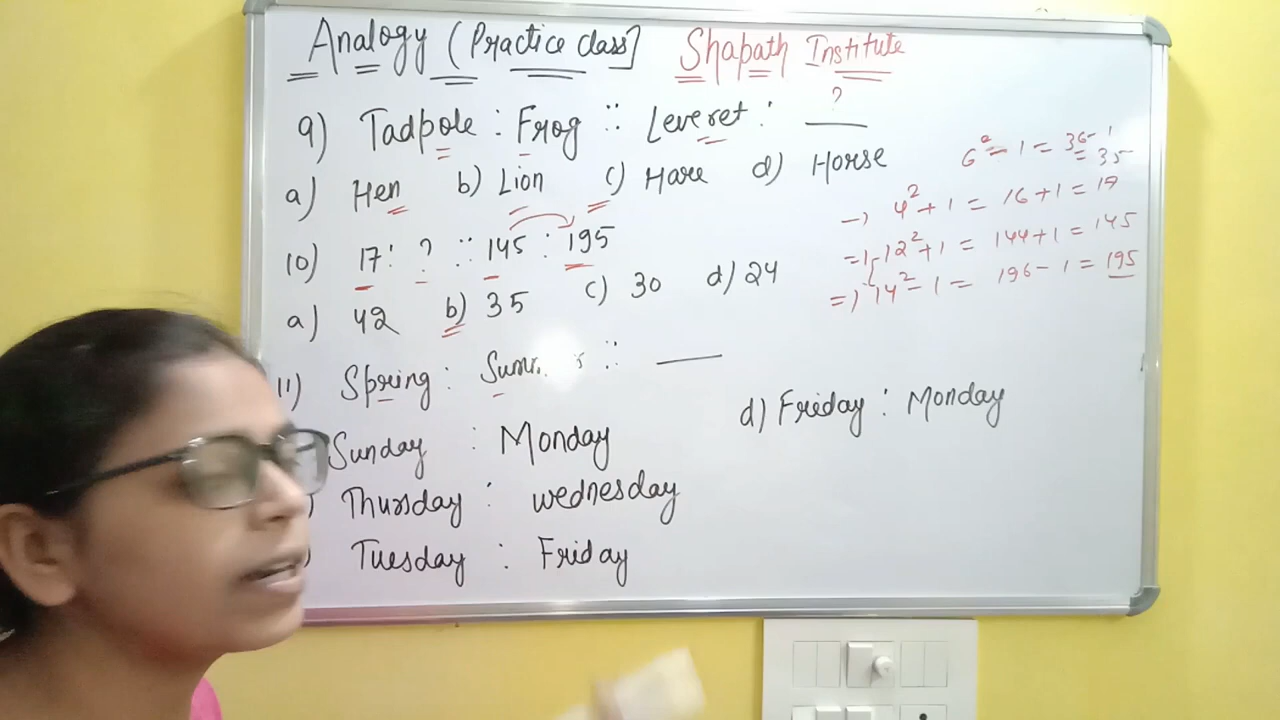 Analogy (Practice class] Shapath Institute
9) Tadpole : Frog :: Leveret : ?
a) Hen b) Lion c) Hare d) Horse
6² - 1 = 36 - 1
= 35
→ 4² + 1 = 16 + 1 = 17
10) 17 : ? :: 145 : 195
=) 12² + 1 = 144 + 1 = 145
a) 42 b) 35 c) 30 d) 24
=) 14² - 1 = 196 - 1 = 195
11) Spring : :: ___
Sunday : Monday d) Friday : Monday
Thursday : wednesday
Tuesday : Friday